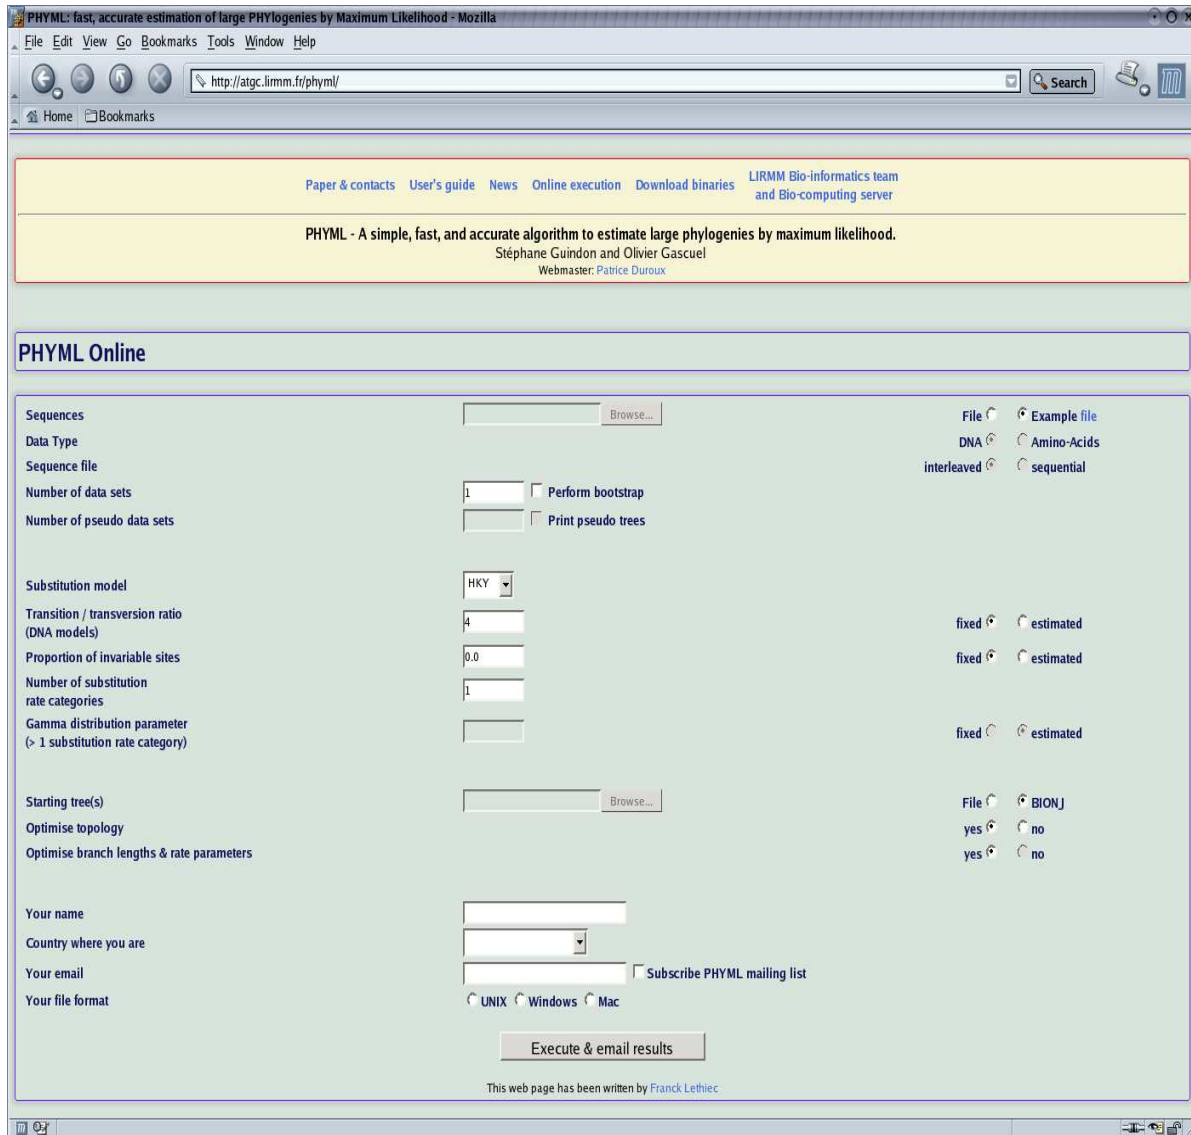 PHYML: fast, accurate estimation of large PHYlogenies by Maximum Likelihood - Mozilla
File Edit View Go Bookmarks Tools Window Help
http://atgc.lirmm.fr/phyml/ Search
Home Bookmarks
Paper & contacts User's guide News Online execution Download binaries LIRMM Bio-informatics team
and Bio-computing server
PHYML - A simple, fast, and accurate algorithm to estimate large phylogenies by maximum likelihood.
Stéphane Guindon and Olivier Gascuel
Webmaster: Patrice Duroux
PHYML Online
Sequences Browse... File Example file
Data Type DNA Amino-Acids
Sequence file interleaved sequential
Number of data sets 1 Perform bootstrap
Number of pseudo data sets Print pseudo trees
Substitution model HKY
Transition / transversion ratio
(DNA models) 4 fixed estimated
Proportion of invariable sites 0.0 fixed estimated
Number of substitution
rate categories 1
Gamma distribution parameter
(> 1 substitution rate category) fixed estimated
Starting tree(s) Browse... File BIONJ
Optimise topology yes no
Optimise branch lengths & rate parameters yes no
Your name
Country where you are
Your email Subscribe PHYML mailing list
Your file format UNIX Windows Mac
Execute & email results
This web page has been written by Franck Lethiec